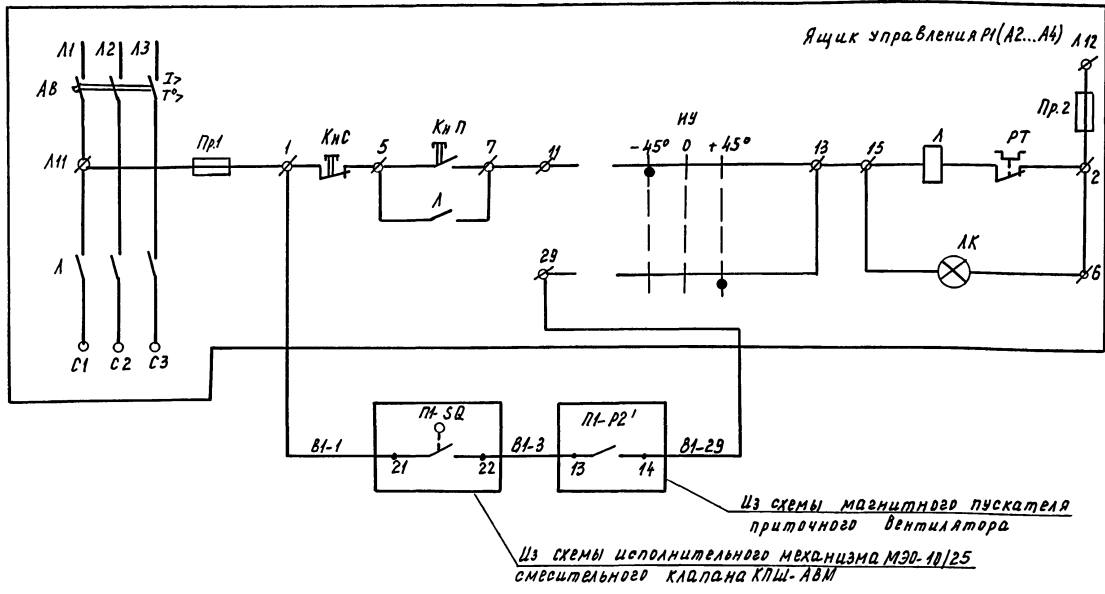 Ящик управления Р1(А2...А4)
Л1 Л2 Л3
Л12
АВ
I>
T°>
Пр.2
Пр.1
КнС
КнП
ИУ
РТ
Л11
1
5
7
11
-45° 0 +45°
13
15
Л
2
Л
ЛК
29
6
Л
С1 С2 С3
П1-SQ
П1-Р2'
В1-1
21
22
В1-3
13
14
В1-29
Из схемы магнитного пускателя
приточного вентилятора
Из схемы исполнительного механизма МЭО-10/25
смесительного клапана КПШ-АВМ